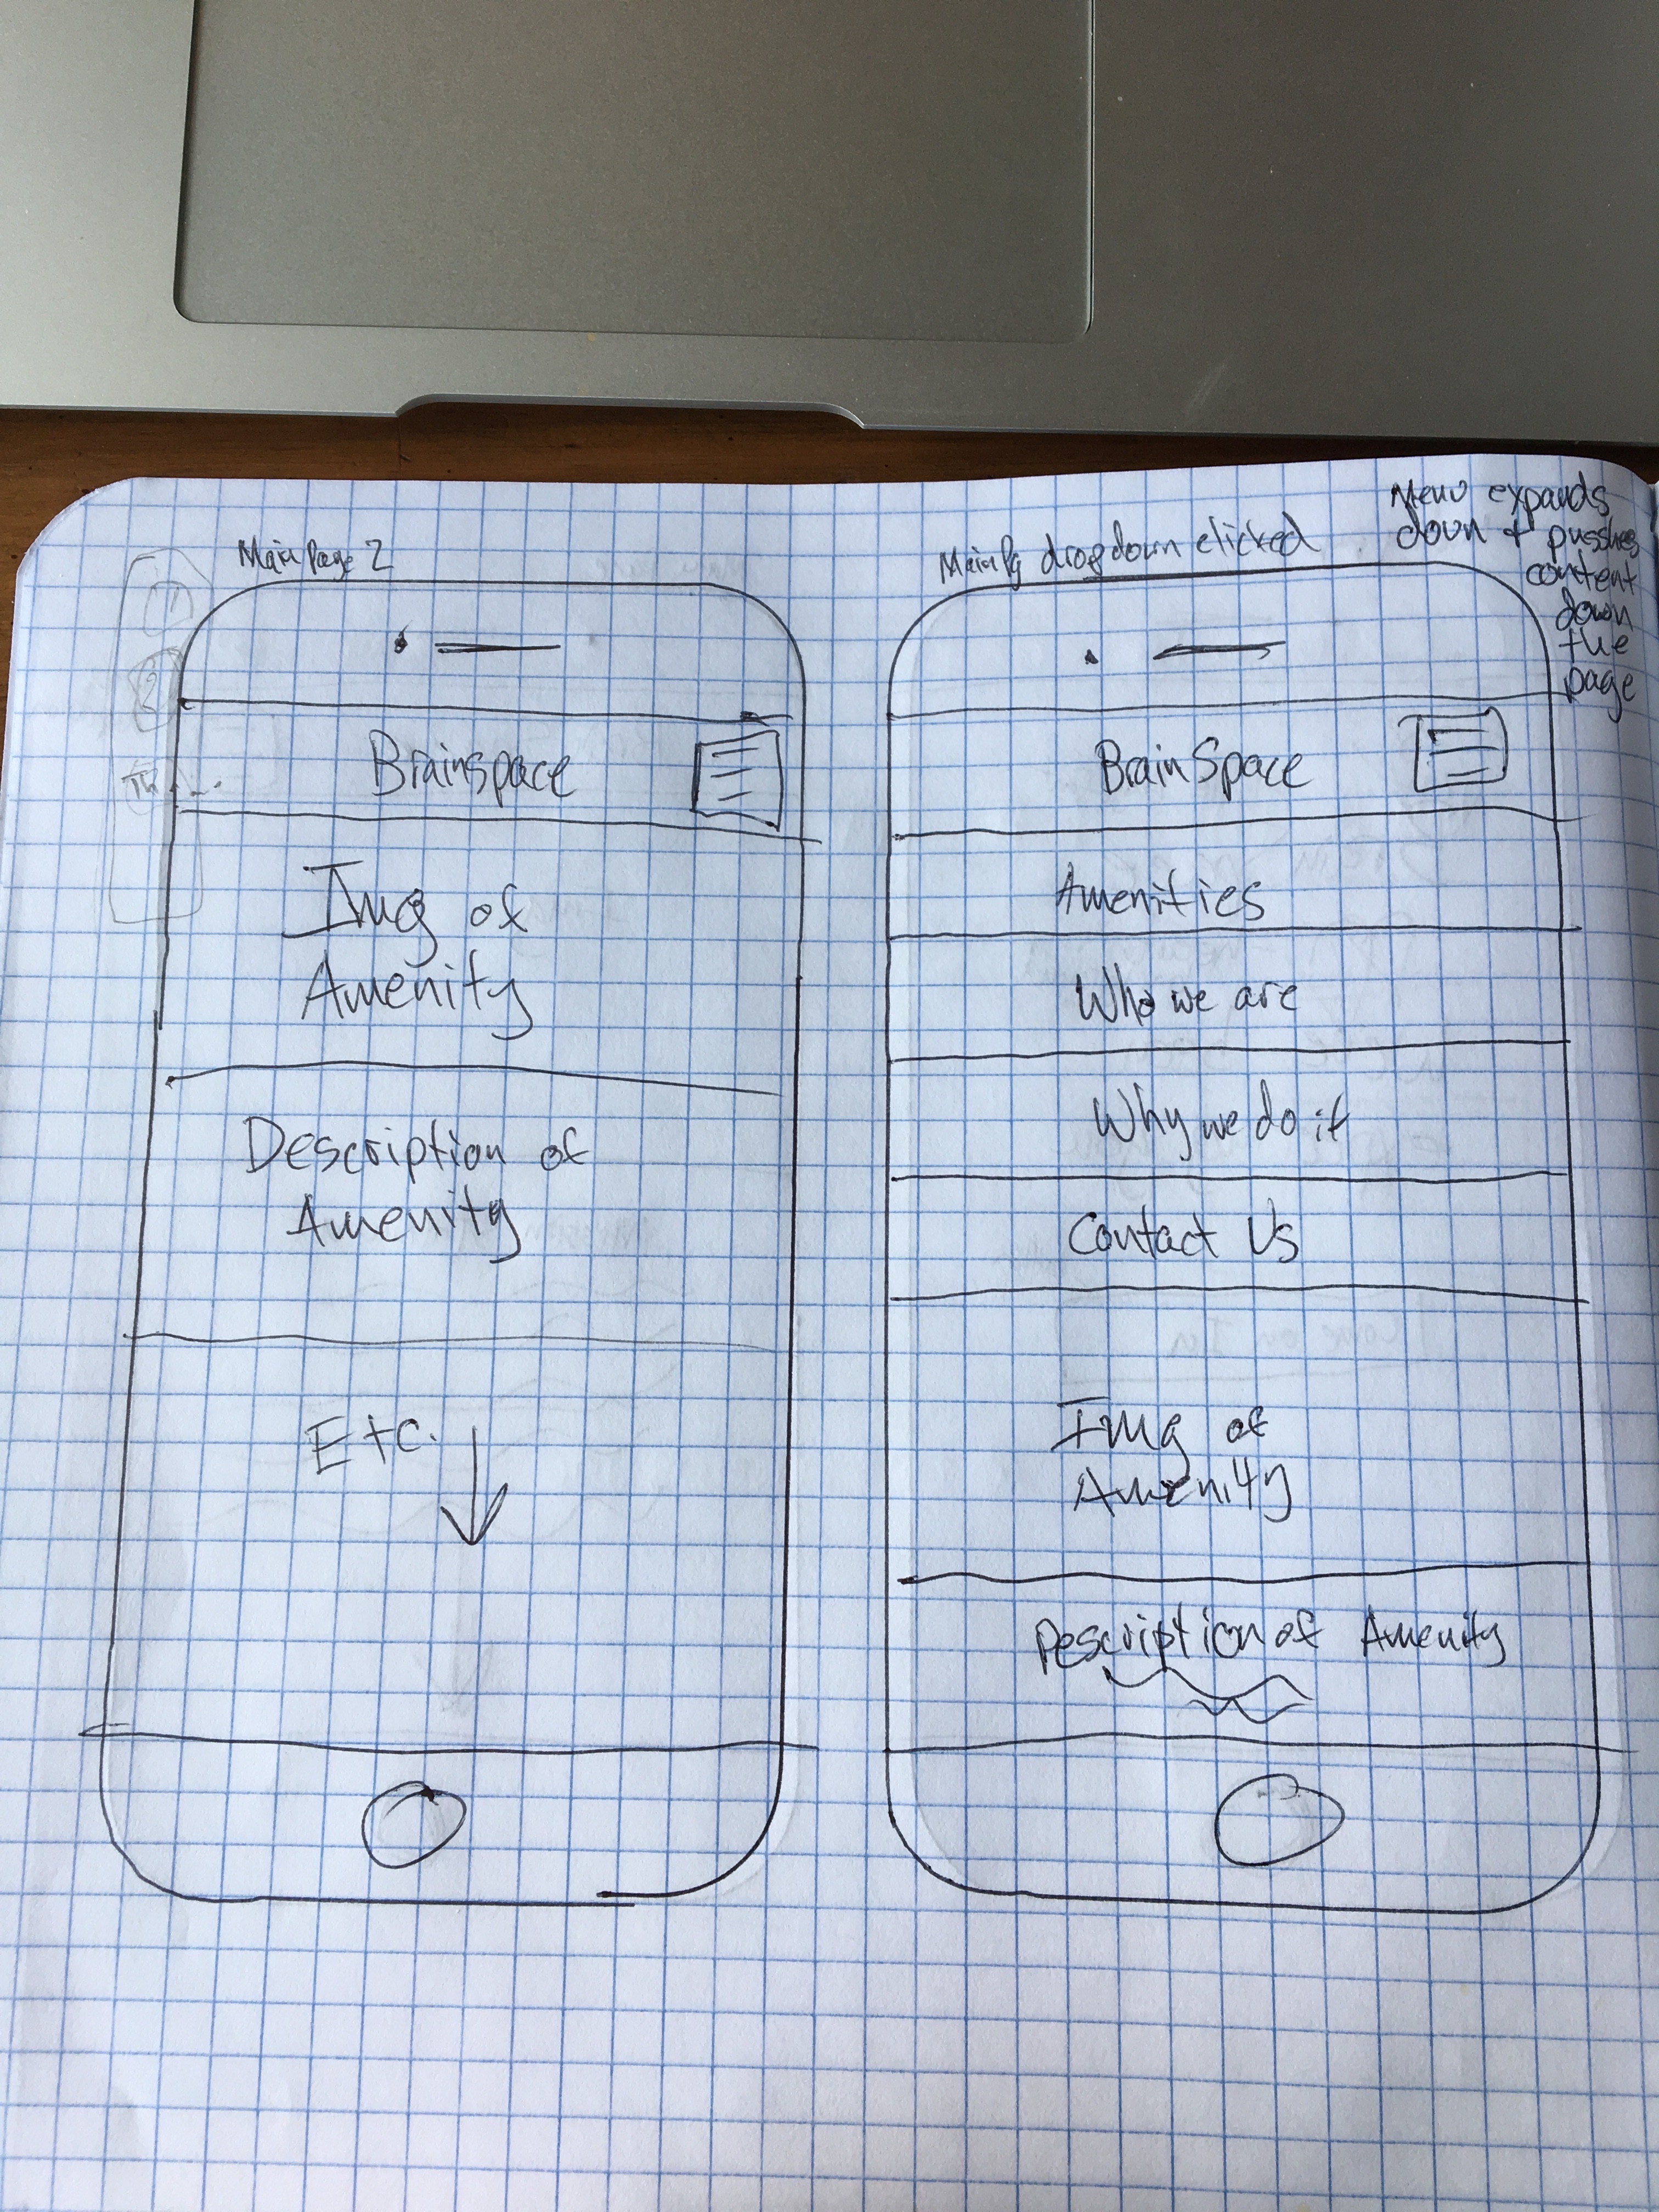 Main Page 2
Brainspace
Img of
Amenity
Description of
Amenity
Etc.
Main Pg dropdown clicked
Menu expands
down + pusshes
content
down
the
page
BrainSpace
Amenities
Who we are
Why we do it
Contact Us
Img of
Amenity
Description of Amenity